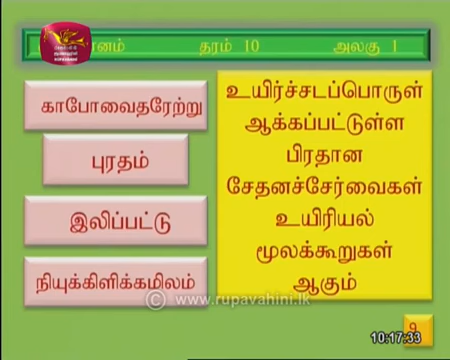 தரம் 10 அலகு 1
காபோவைதரேற்று
புரதம்
இலிப்பட்டு
நியுக்கிளிக்கமிலம்
உயிர்ச்சடப்பொருள்
ஆக்கப்பட்டுள்ள
பிரதான
சேதனச்சேர்வைகள்
உயிரியல்
மூலக்கூறுகள்
ஆகும்
© www.rupavahini.lk
10:17:33